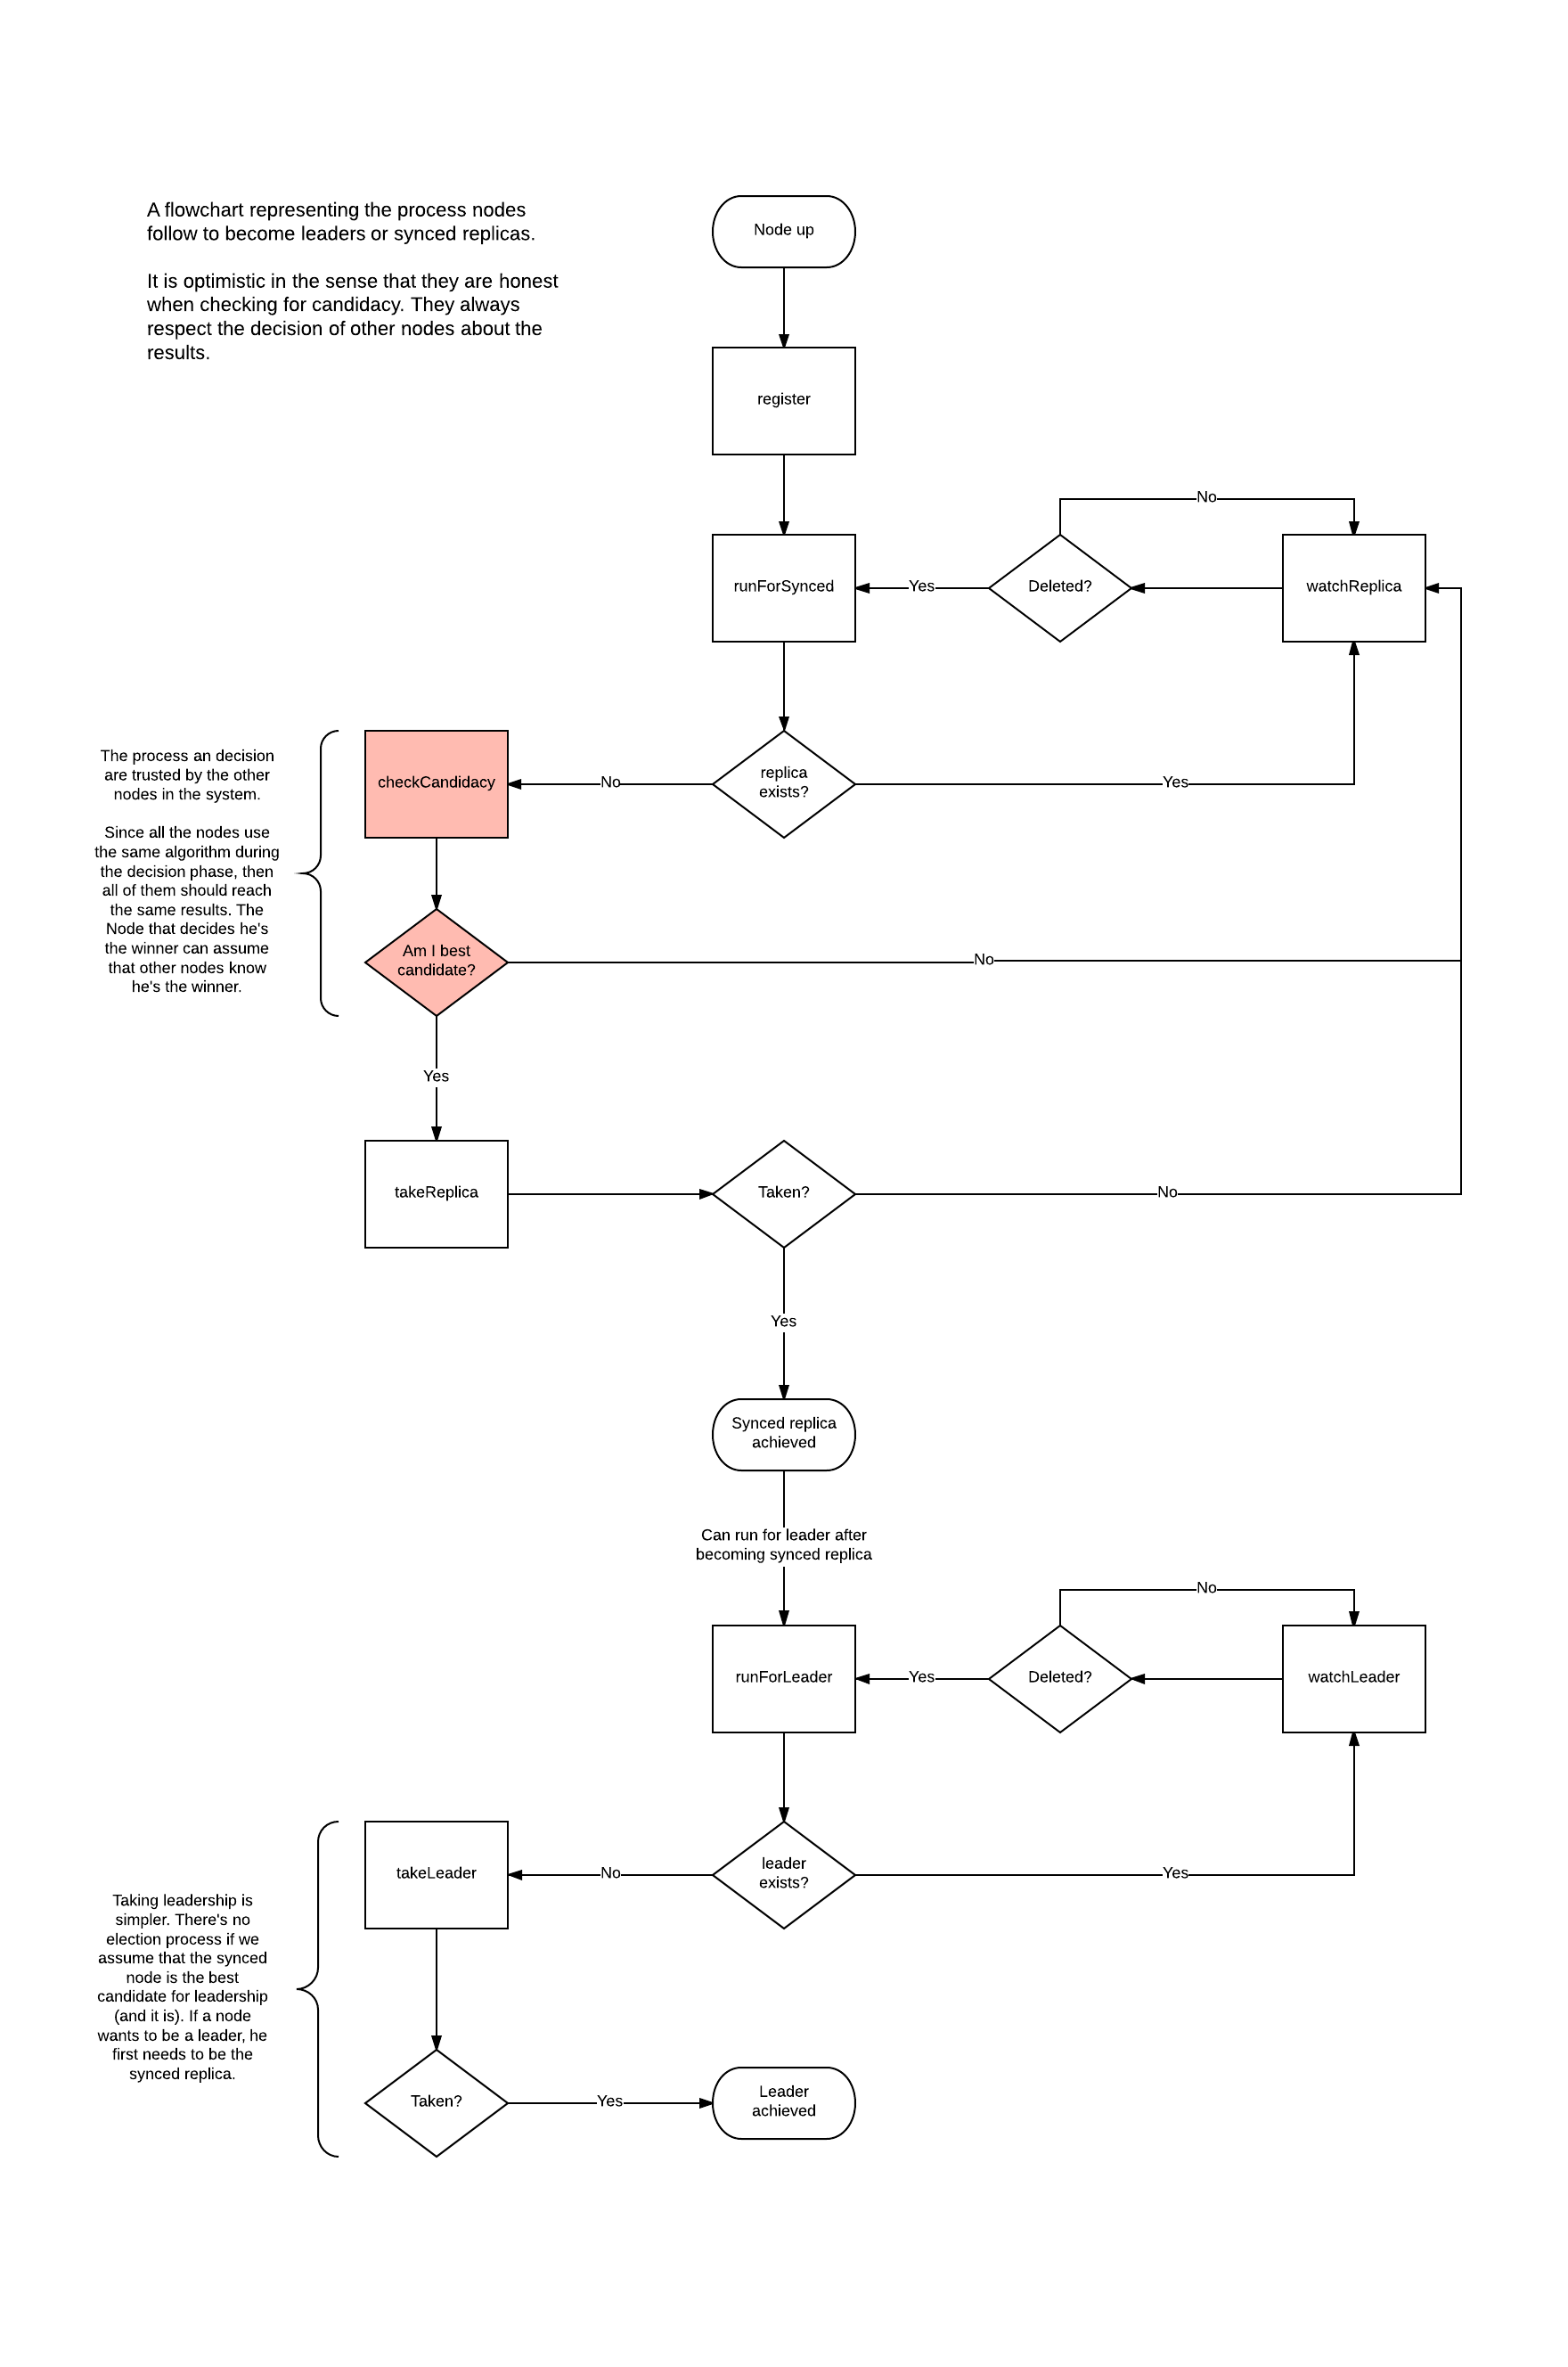 A flowchart representing the process nodes
follow to become leaders or synced replicas.
It is optimistic in the sense that they are honest
when checking for candidacy. They always
respect the decision of other nodes about the
results.
Node up
register
No
runForSynced
Yes
Deleted?
watchReplica
The process an decision
are trusted by the other
nodes in the system.
Since all the nodes use
the same algorithm during
the decision phase, then
all of them should reach
the same results. The
Node that decides he's
the winner can assume
that other nodes know
he's the winner.
checkCandidacy
No
replica
exists?
Yes
Am I best
candidate?
No
Yes
takeReplica
Taken?
No
Yes
Synced replica
achieved
Can run for leader after
becoming synced replica
No
runForLeader
Yes
Deleted?
watchLeader
takeLeader
No
leader
exists?
Yes
Taking leadership is
simpler. There's no
election process if we
assume that the synced
node is the best
candidate for leadership
(and it is). If a node
wants to be a leader, he
first needs to be the
synced replica.
Taken?
Yes
Leader
achieved